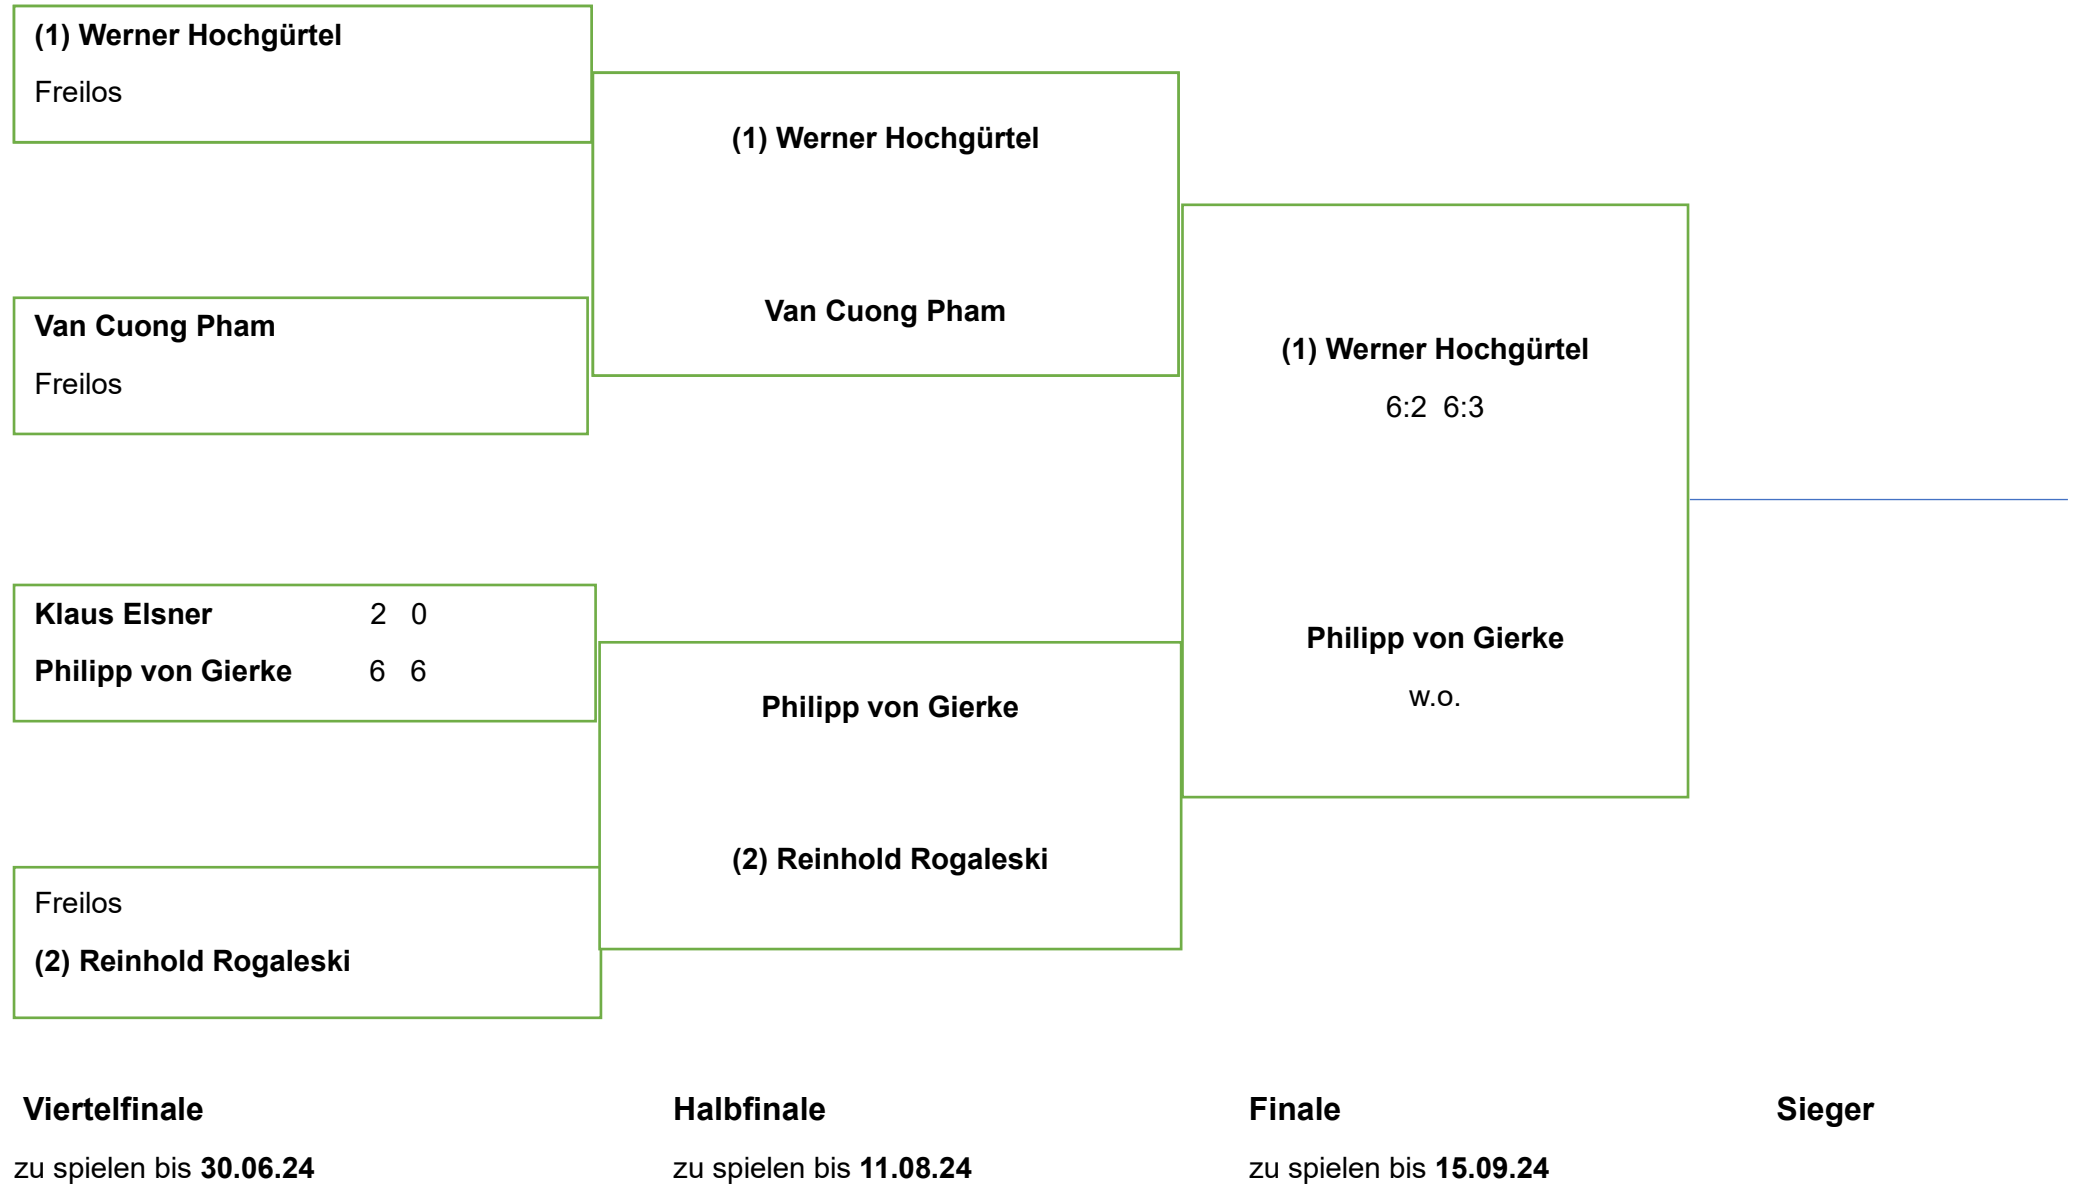 (1) Werner Hochgürtel
Freilos
Van Cuong Pham
Freilos
Klaus Elsner 2 0
Philipp von Gierke 6 6
Freilos
(2) Reinhold Rogaleski
(1) Werner Hochgürtel
Van Cuong Pham
Philipp von Gierke
(2) Reinhold Rogaleski
(1) Werner Hochgürtel
6:2 6:3
Philipp von Gierke
w.o.
Viertelfinale
zu spielen bis 30.06.24
Halbfinale
zu spielen bis 11.08.24
Finale
zu spielen bis 15.09.24
Sieger